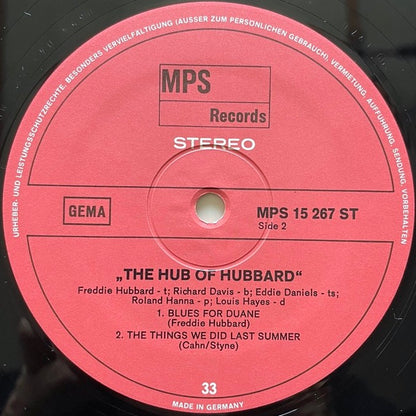 URHEBER- UND LEISTUNGSSCHUTZRECHTE, BESONDERS VERVIELFÄLTIGUNG (AUSSER ZUM PERSÖNLICHEN GEBRAUCH), VERMIETUNG, AUFFÜHRUNG, SENDUNG, VORBEHALTEN
MPS
Records
STEREO
GEMA
MPS 15 267 ST
Side 2
„THE HUB OF HUBBARD“
Freddie Hubbard - t; Richard Davis - b; Eddie Daniels - ts;
Roland Hanna - p; Louis Hayes - d
1. BLUES FOR DUANE
(Freddie Hubbard)
2. THE THINGS WE DID LAST SUMMER
(Cahn/Styne)
33
MADE IN GERMANY